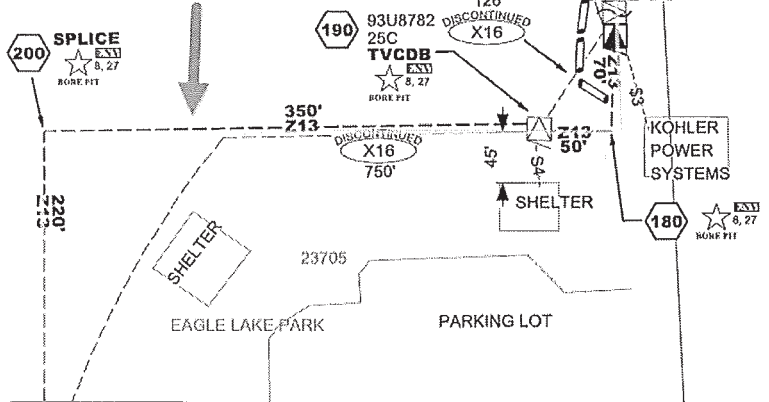 126'
DISCONTINUED
X16
190
93U8782
25C
TVCDB
8, 27
BORE PIT
200
SPLICE
8, 27
BORE PIT
Z13
70'
S3
350'
Z13
DISCONTINUED
X16
750'
45'
S4
Z13
50'
KOHLER
POWER
SYSTEMS
220'
Z13
SHELTER
SHELTER
180
8, 27
BORE PIT
23705
EAGLE LAKE PARK
PARKING LOT